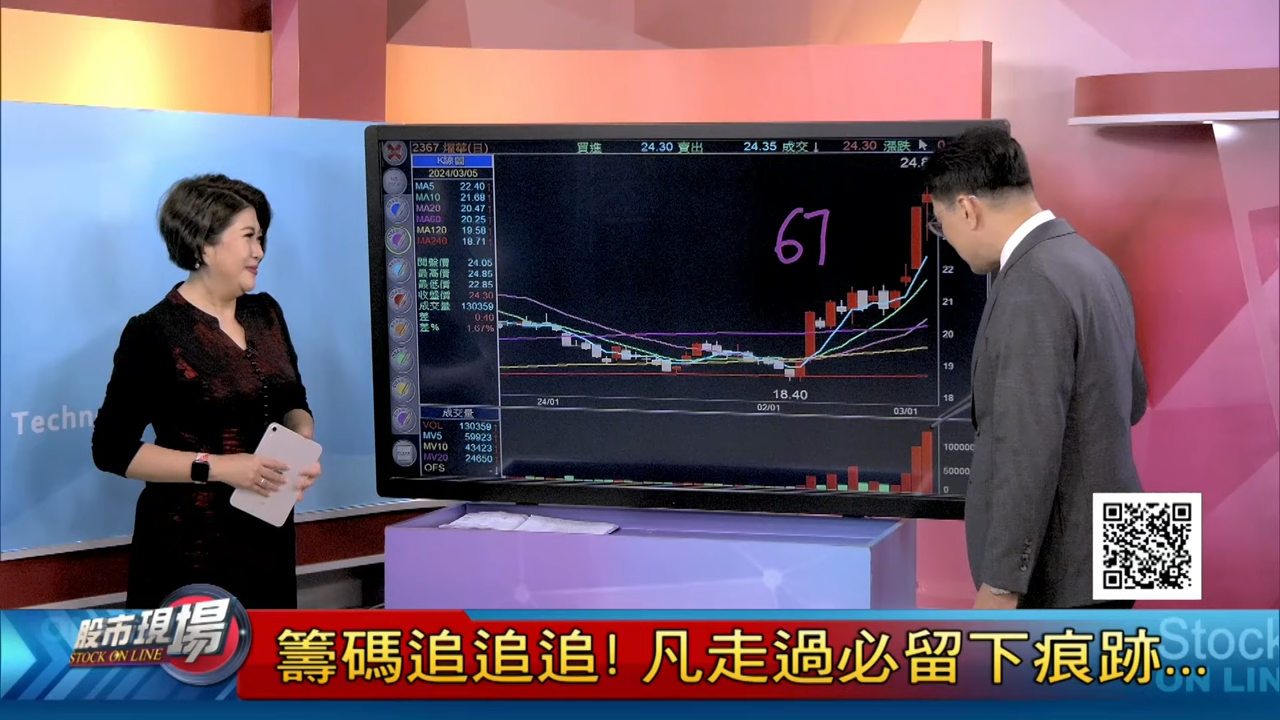 2367 燿華(日) 買進 24.30 賣出 24.35 成交 24.30 漲跌
K線圖
2024/03/05
MA5 22.40
MA10 21.68
MA20 20.47
MA60 20.25
MA120 19.58
MA240 18.71
開盤價 24.05
最高價 24.85
最低價 22.85
收盤價 24.30
成交量 130359
差 0.40
差% 1.67%
67
22
21
20
19
18
18.40
24/01 02/01 03/01
成交量
VOL 130359
MV5 59923
MV10 43423
MV20 24650
OFS
100000
50000
0
Techn
股市現場
STOCK ON LINE
籌碼追追追! 凡走過必留下痕跡...
Stock
ON LIN